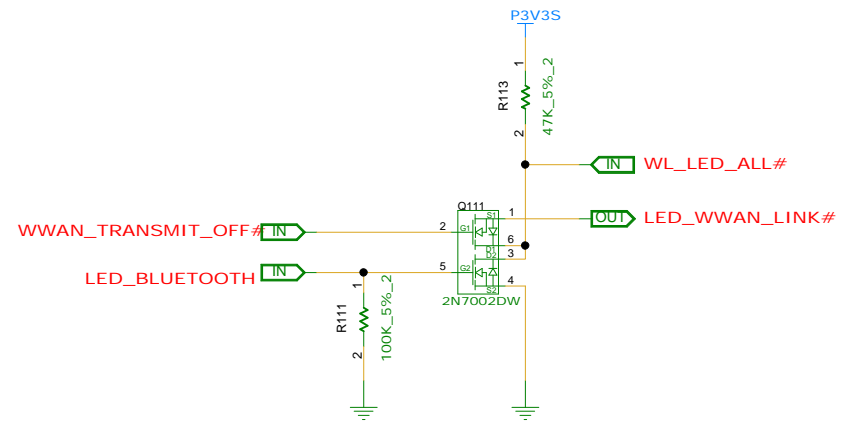 P3V3S
1
R113
47K_5%_2
2
IN
WL_LED_ALL#
Q111
S1
1
OUT
LED_WWAN_LINK#
WWAN_TRANSMIT_OFF#
IN
2
G1
D1
6
D2
3
LED_BLUETOOTH
IN
5
G2
S2
4
2N7002DW
1
R111
100K_5%_2
2